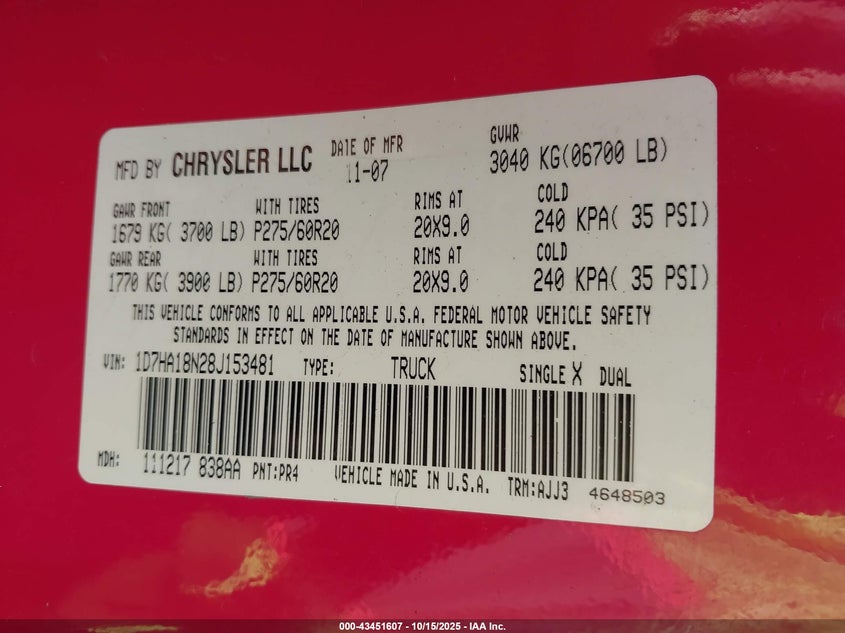 MFD BY CHRYSLER LLC DATE OF MFR 11-07 GVWR 3040 KG(06700 LB)
GAWR FRONT WITH TIRES RIMS AT COLD
1679 KG( 3700 LB) P275/60R20 20X9.0 240 KPA( 35 PSI)
GAWR REAR WITH TIRES RIMS AT COLD
1770 KG( 3900 LB) P275/60R20 20X9.0 240 KPA( 35 PSI)
THIS VEHICLE CONFORMS TO ALL APPLICABLE U.S.A. FEDERAL MOTOR VEHICLE SAFETY
STANDARDS IN EFFECT ON THE DATE OF MANUFACTURE SHOWN ABOVE.
VIN: 1D7HA18N28J153481 TYPE: TRUCK SINGLE X DUAL
MDH: 111217 838AA PNT:PR4 VEHICLE MADE IN U.S.A. TRM:AJJ3 4648503
000-43451607 - 10/15/2025 - IAA Inc.